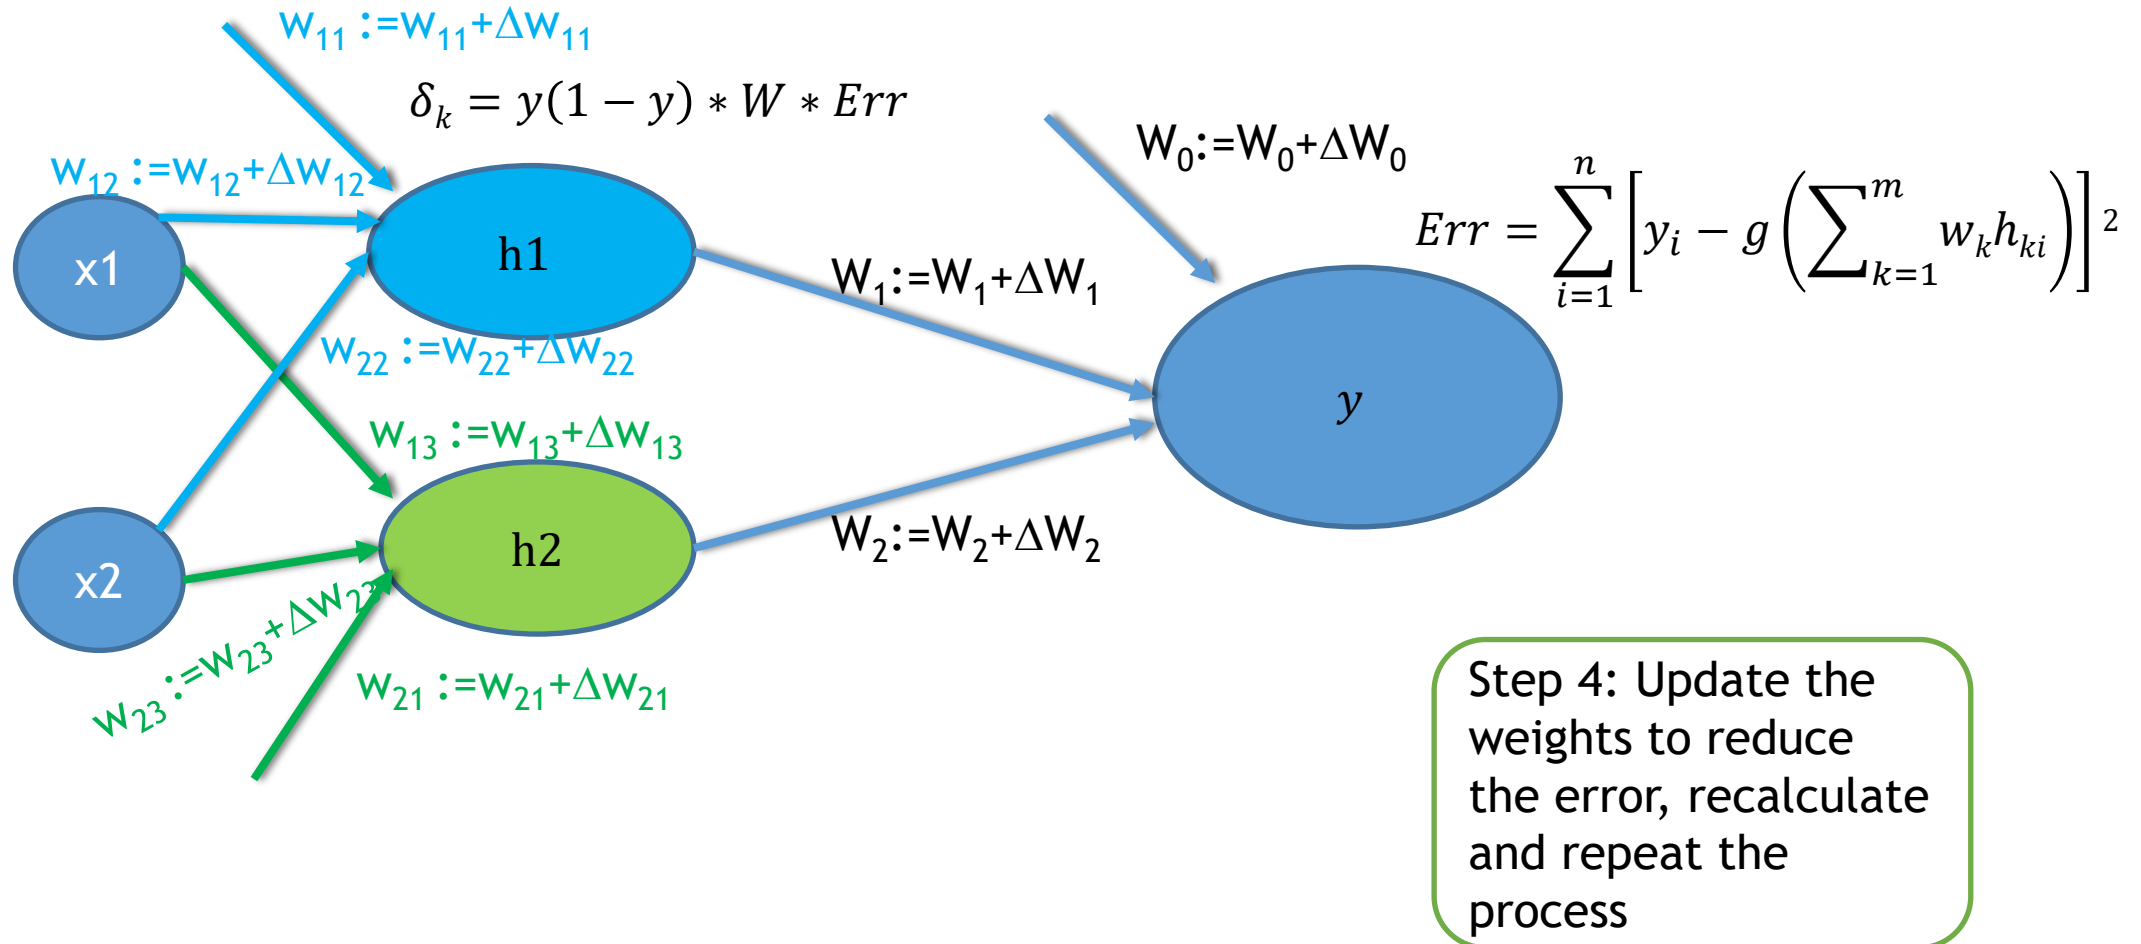 w₁₁ :=w₁₁+Δw₁₁
δₖ = y(1 − y) ∗ W ∗ Err
W₀:=W₀+ΔW₀
w₁₂ :=w₁₂+Δw₁₂
Err = ∑ᵢ₌₁ⁿ [yᵢ − g (∑ₖ₌₁ᵐ wₖhₖᵢ)] ²
x1
h1
W₁:=W₁+ΔW₁
w₂₂ :=w₂₂+Δw₂₂
y
w₁₃ :=w₁₃+Δw₁₃
x2
h2
W₂:=W₂+ΔW₂
w₂₃ :=w₂₃+Δw₂₃
w₂₁ :=w₂₁+Δw₂₁
Step 4: Update the
weights to reduce
the error, recalculate
and repeat the
process